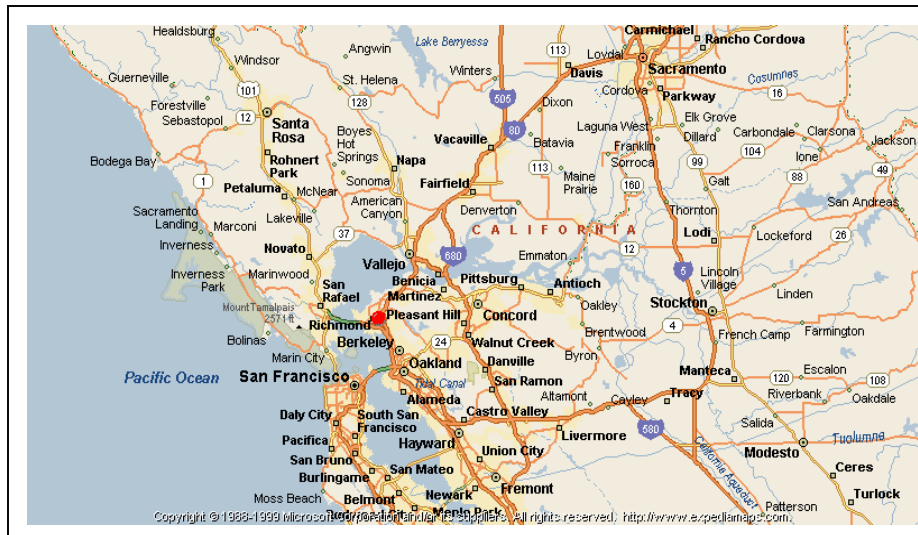 Healdsburg
Carmichael
Rancho Cordova
Angwin
Lake Berryessa
113
Loydal
Windsor
Davis
Sacramento
Guerneville
St. Helena
Winters
Cordova
Cosumnes
101
128
505
Dixon
Parkway
16
Forestville
12
Sebastopol
Santa
Rosa
Boyes
Hot
Springs
Vacaville
80
Batavia
Laguna West
Elk Grove
Dillard
Carbondale
Clarsona
Franklin
104
Jackson
Bodega Bay
Rohnert
Park
Napa
113
Maine
Prairie
Sorroca
99
Ione
49
1
Petaluma
McNear
Sonoma
Fairfield
160
Galt
88
Sacramento
Landing
Marconi
Lakeville
American
Canyon
Denverton
Thornton
San Andreas
CALIFORNIA
Inverness
Novato
37
Lodi
Lockeford
26
Vallejo
680
Emmaton
12
Inverness
Park
Marinwood
Benicia
Pittsburg
5
Lincoln
Village
San
Rafael
Martinez
Antioch
Linden
Mount Tamalpais
2571 ft
Richmond
Pleasant Hill
Concord
Oakley
Stockton
Bolinas
Berkeley
24
Walnut Creek
Brentwood
4
French Camp
Farmington
Marin City
Oakland
Danville
Byron
Pacific Ocean
San Francisco
Tidal Canal
San Ramon
Manteca
120
Escalon
108
Alameda
Altamont
Cayley
Tracy
Riverbank
Oakdale
Daly City
South San
Francisco
Castro Valley
580
Salida
Pacifica
Hayward
Livermore
California Aqueduct
Tuolumne
San Bruno
Union City
Modesto
Burlingame
San Mateo
Ceres
Moss Beach
Belmont
Newark
Fremont
Turlock
Redwood City
Menlo Park
Patterson
Copyright © 1988-1999 Microsoft Corporation and/or its suppliers. All rights reserved. http://www.expediamaps.com.